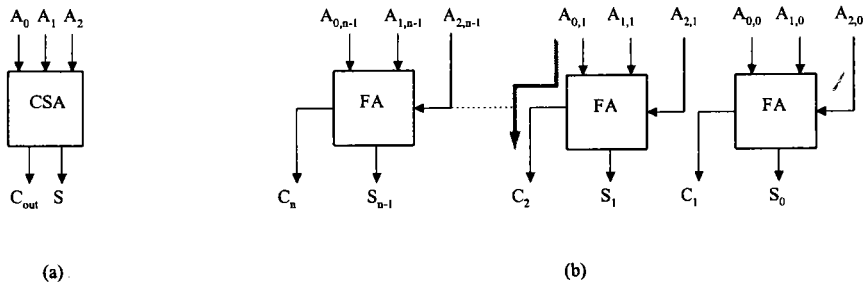 A0 A1 A2
CSA
Cout S
(a)
A0,n-1 A1,n-1 A2,n-1
FA
Cn Sn-1
A0,1 A1,1 A2,1
FA
C2 S1
A0,0 A1,0 A2,0
FA
C1 S0
(b)